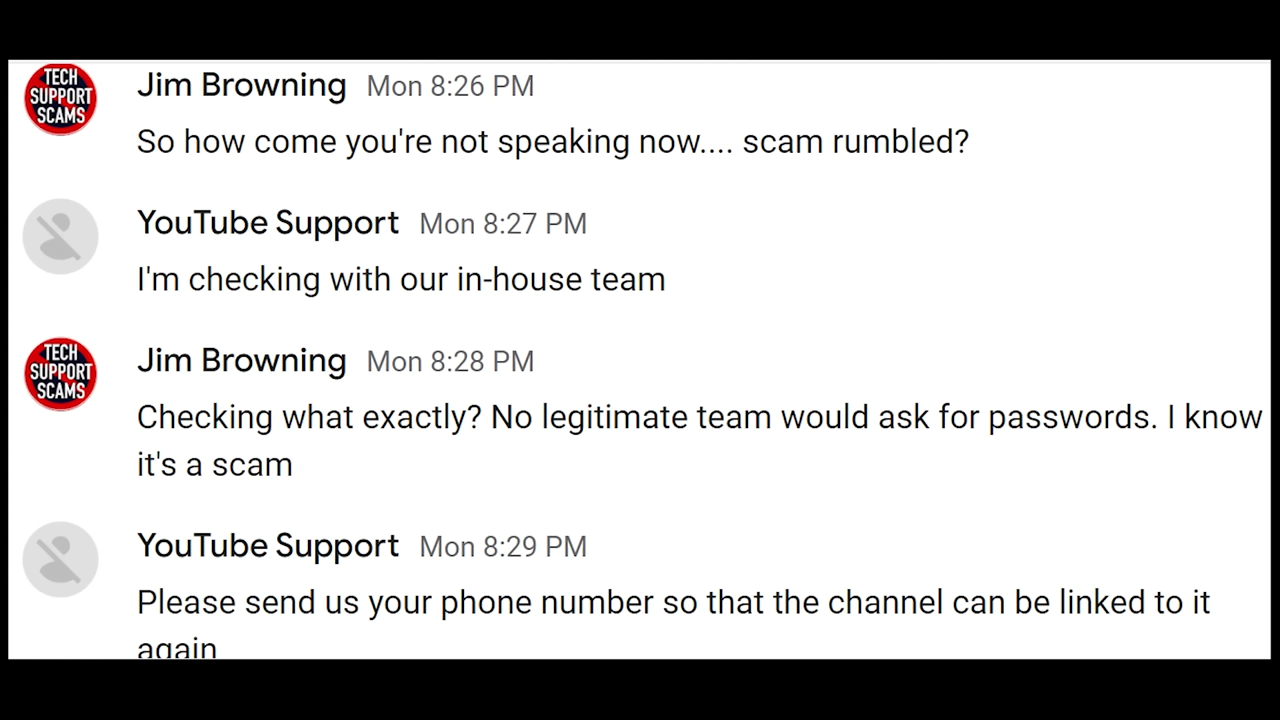 TECH
SUPPORT
SCAMS
Jim Browning Mon 8:26 PM
So how come you're not speaking now.... scam rumbled?
YouTube Support Mon 8:27 PM
I'm checking with our in-house team
TECH
SUPPORT
SCAMS
Jim Browning Mon 8:28 PM
Checking what exactly? No legitimate team would ask for passwords. I know
it's a scam
YouTube Support Mon 8:29 PM
Please send us your phone number so that the channel can be linked to it
again